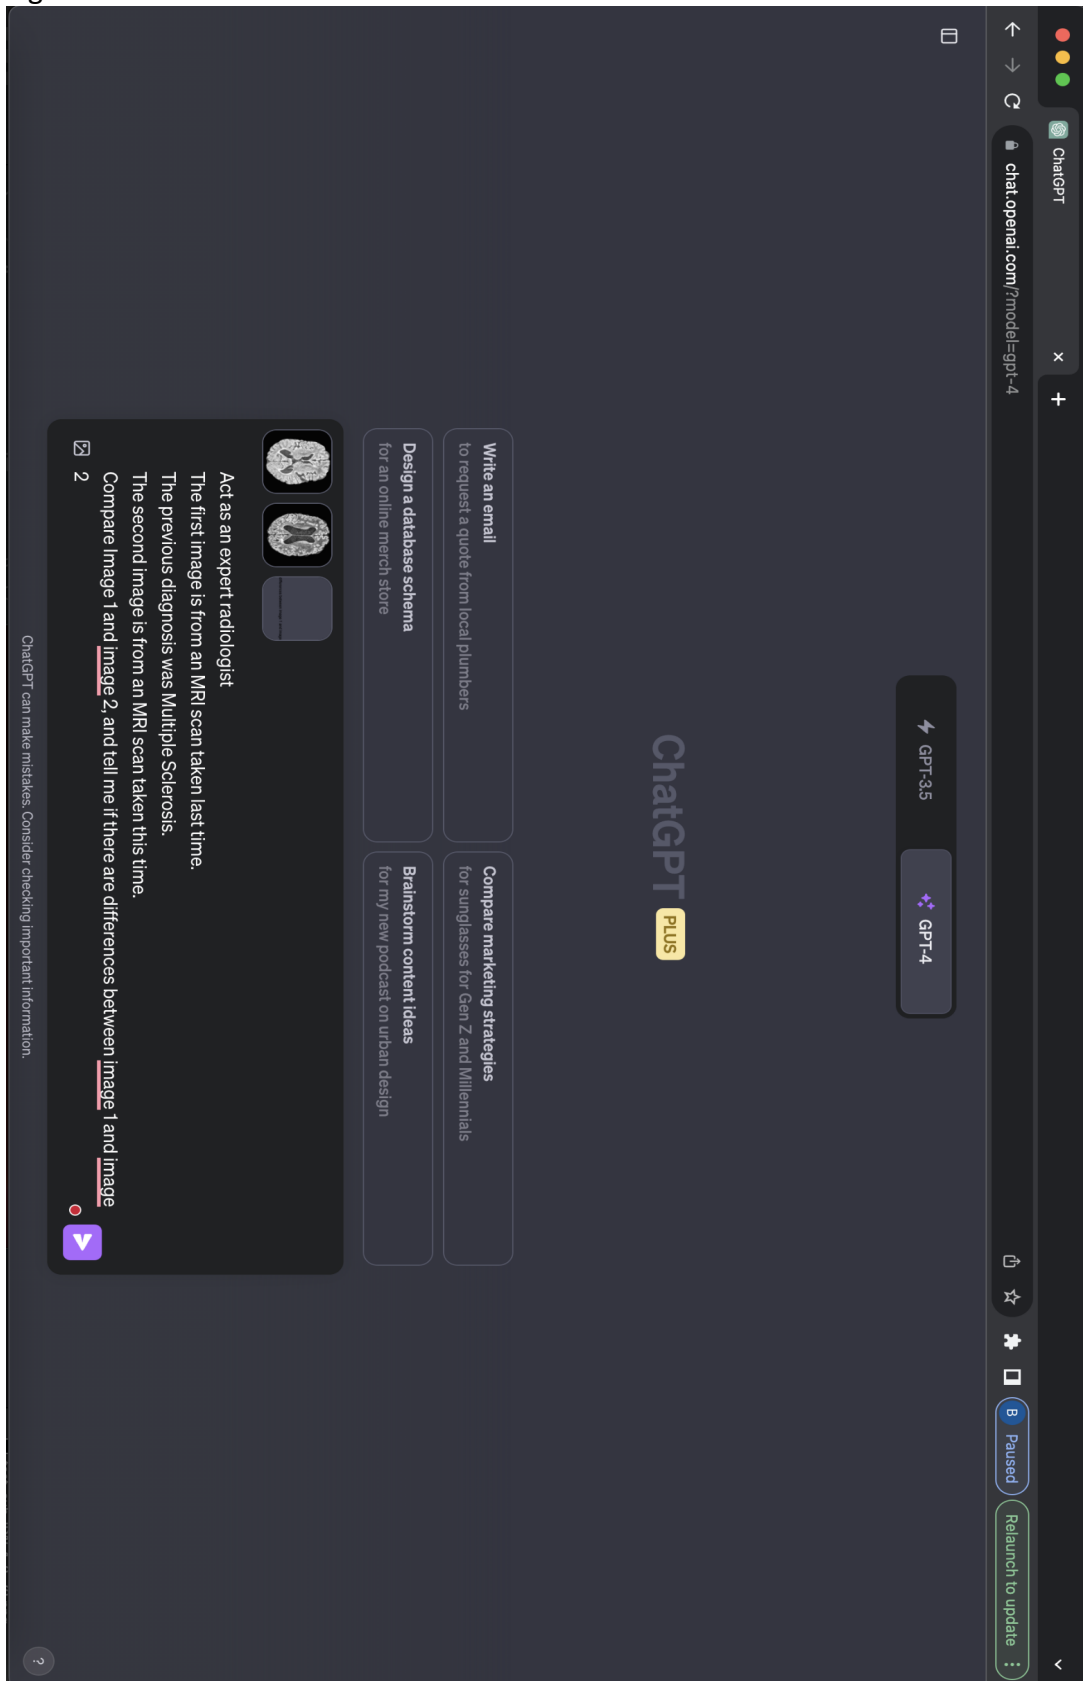 ChatGPT
chat.openai.com/?model=gpt-4
B Paused
Relaunch to update
GPT-3.5
GPT-4
ChatGPT PLUS
Write an email
to request a quote from local plumbers
Compare marketing strategies
for sunglasses for Gen Z and Millennials
Design a database schema
for an online merch store
Brainstorm content ideas
for my new podcast on urban design
Act as an expert radiologist
The first image is from an MRI scan taken last time.
The previous diagnosis was Multiple Sclerosis.
The second image is from an MRI scan taken this time.
Compare Image 1 and image 2, and tell me if there are differences between image 1 and image
2
ChatGPT can make mistakes. Consider checking important information.
?